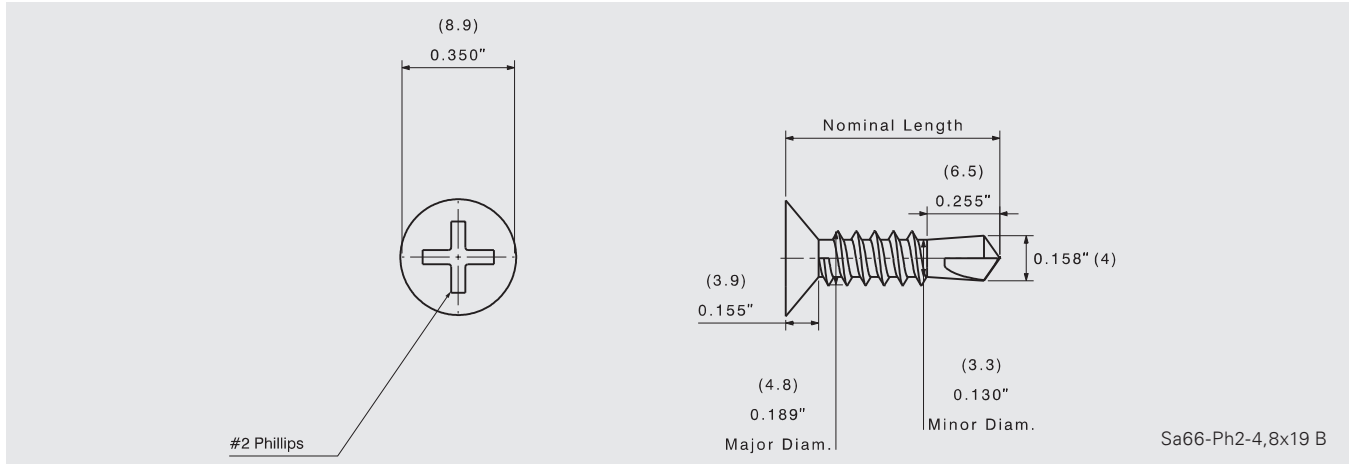 (8.9)
0.350"
Nominal Length
(6.5)
0.255"
0.158" (4)
(3.9)
0.155"
(4.8)
0.189"
Major Diam.
(3.3)
0.130"
Minor Diam.
#2 Phillips
Sa66-Ph2-4,8x19 B